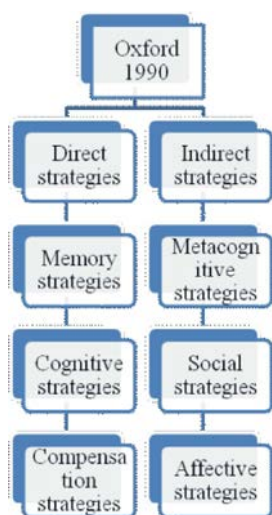 Oxford
1990
Direct
strategies
Indirect
strategies
Memory
strategies
Metacogn
itive
strategies
Cognitive
strategies
Social
strategies
Compensa
tion
strategies
Affective
strategies